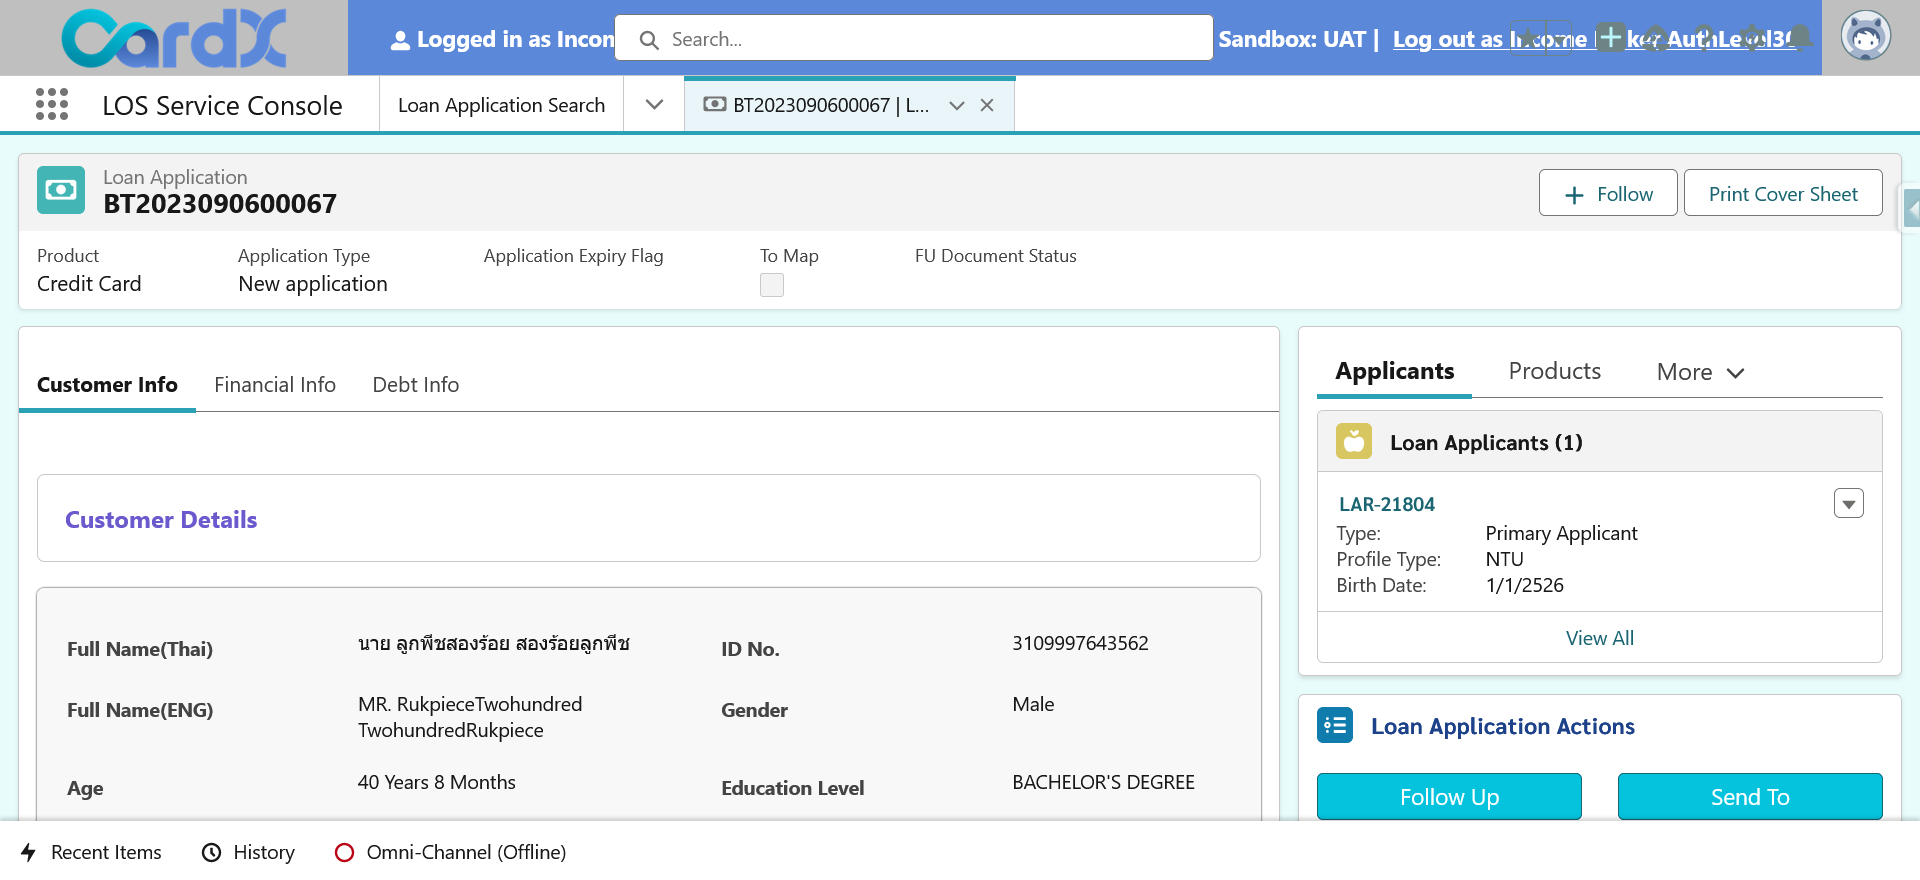 CardX
Logged in as Incom
Search...
Sandbox: UAT |
Log out as Income
AuthLevel3
LOS Service Console
Loan Application Search
BT2023090600067 | L...
Loan Application
BT2023090600067
Follow
Print Cover Sheet
Product
Application Type
Application Expiry Flag
To Map
FU Document Status
Credit Card
New application
Customer Info
Financial Info
Debt Info
Customer Details
Full Name(Thai)
นาย ลูกพีชสองร้อย สองร้อยลูกพีช
ID No.
3109997643562
Full Name(ENG)
MR. RukpieceTwohundred
TwohundredRukpiece
Gender
Male
Age
40 Years 8 Months
Education Level
BACHELOR'S DEGREE
Applicants
Products
More
Loan Applicants (1)
LAR-21804
Type:
Primary Applicant
Profile Type:
NTU
Birth Date:
1/1/2526
View All
Loan Application Actions
Follow Up
Send To
Recent Items
History
Omni-Channel (Offline)